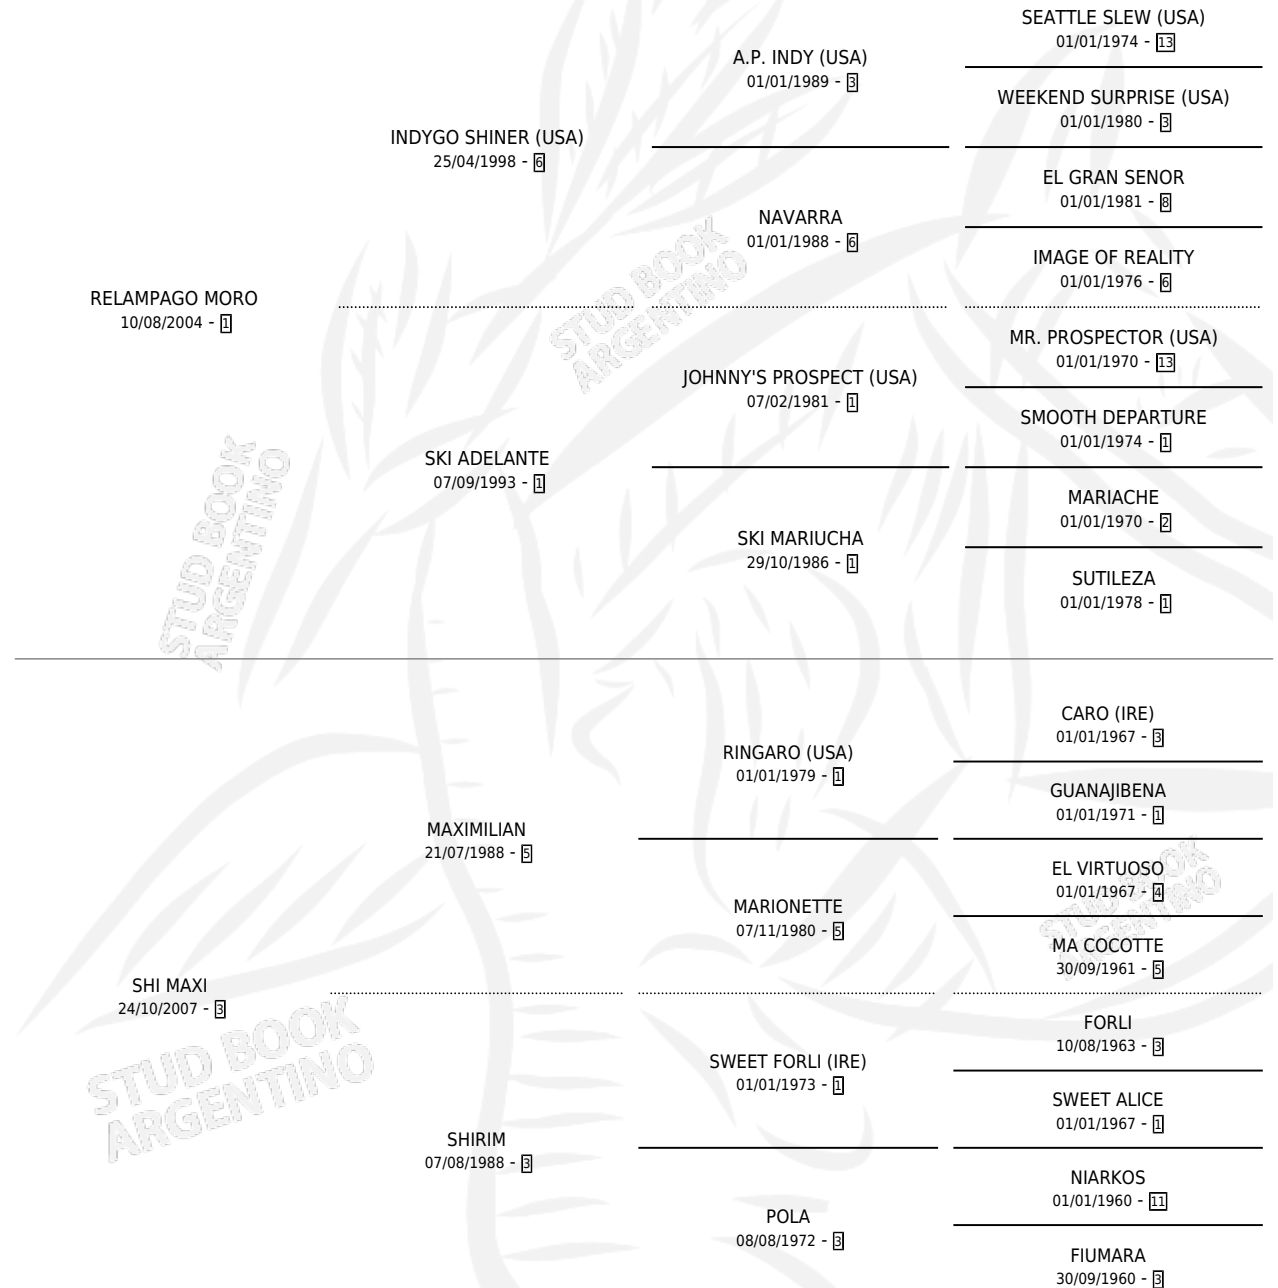 SEATTLE SLEW (USA)
01/01/1974 - 13
A.P. INDY (USA)
01/01/1989 - 3
WEEKEND SURPRISE (USA)
01/01/1980 - 3
INDYGO SHINER (USA)
25/04/1998 - 6
EL GRAN SENOR
01/01/1981 - 8
NAVARRA
01/01/1988 - 6
IMAGE OF REALITY
01/01/1976 - 6
RELAMPAGO MORO
10/08/2004 - 1
MR. PROSPECTOR (USA)
01/01/1970 - 13
JOHNNY'S PROSPECT (USA)
07/02/1981 - 1
SMOOTH DEPARTURE
01/01/1974 - 1
SKI ADELANTE
07/09/1993 - 1
MARIACHE
01/01/1970 - 2
SKI MARIUCHA
29/10/1986 - 1
SUTILEZA
01/01/1978 - 1
CARO (IRE)
01/01/1967 - 3
RINGARO (USA)
01/01/1979 - 1
GUANAJIBENA
01/01/1971 - 1
MAXIMILIAN
21/07/1988 - 5
EL VIRTUOSO
01/01/1967 - 4
MARIONETTE
07/11/1980 - 5
MA COCOTTE
30/09/1961 - 5
SHI MAXI
24/10/2007 - 3
FORLI
10/08/1963 - 3
SWEET FORLI (IRE)
01/01/1973 - 1
SWEET ALICE
01/01/1967 - 1
SHIRIM
07/08/1988 - 3
NIARKOS
01/01/1960 - 11
POLA
08/08/1972 - 3
FIUMARA
30/09/1960 - 3
STUD BOOK
ARGENTINO
STUD BOOK
ARGENTINO
STUD BOOK
ARGENTINO
STUD BOOK
ARGENTINO